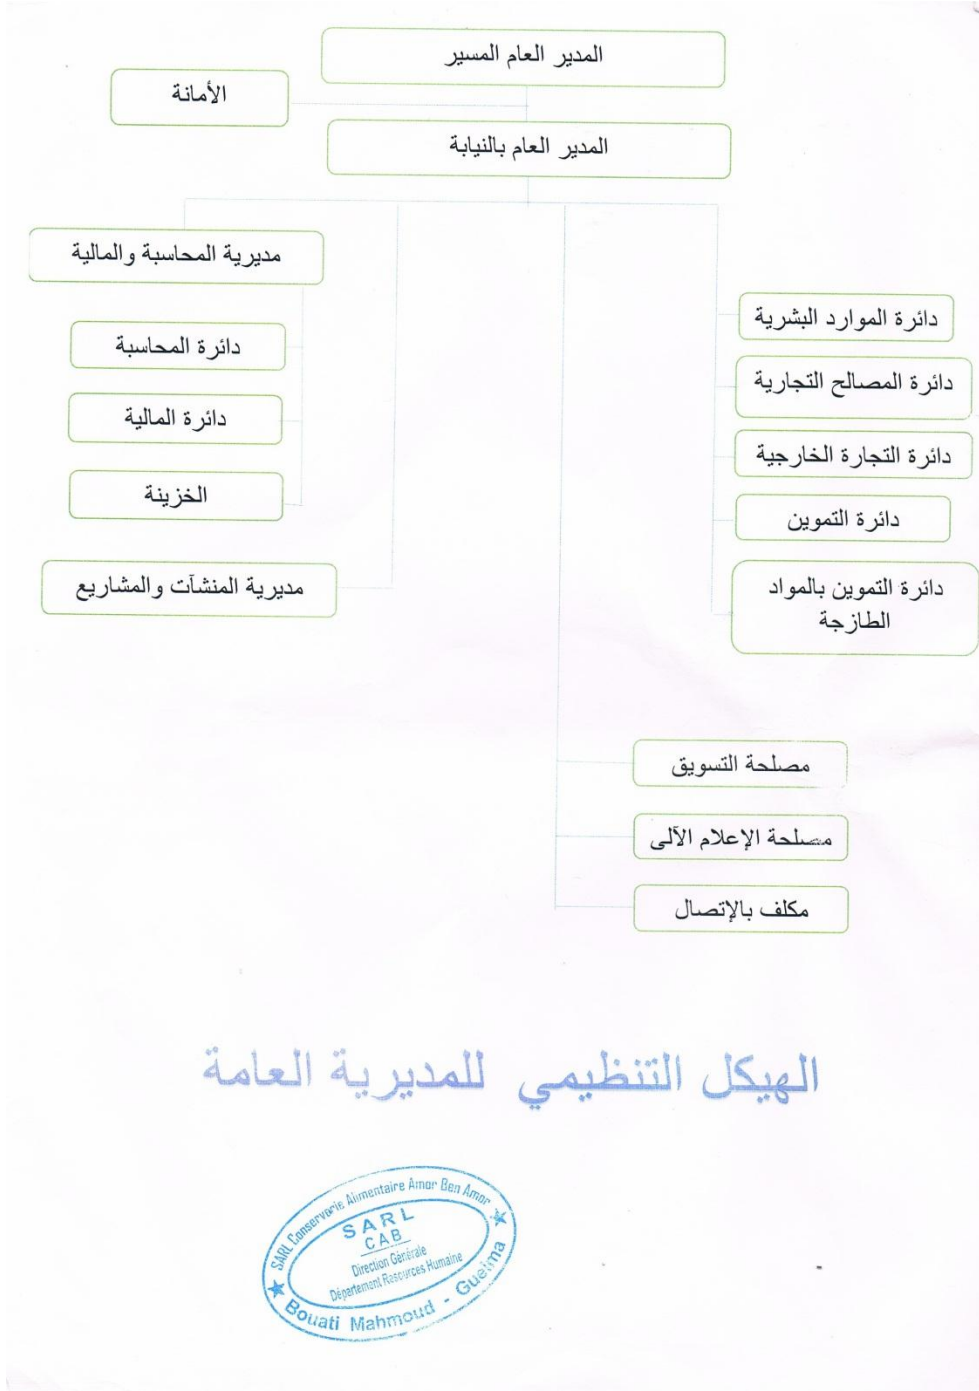 المدير العام المسير
الأمانة
المدير العام بالنيابة
مديرية المحاسبة والمالية
دائرة المحاسبة
دائرة المالية
الخزينة
مديرية المنشآت والمشاريع
دائرة الموارد البشرية
دائرة المصالح التجارية
دائرة التجارة الخارجية
دائرة التموين
دائرة التموين بالمواد
الطازجة
مصلحة التسويق
مصلحة الإعلام الآلى
مكلف بالإتصال
الهيكل التنظيمي للمديرية العامة
SARL Conserverie Alimentaire Amor Ben Amor
SARL
CAB
Direction Générale
Département Resources Humaine
Bouati Mahmoud - Guelma